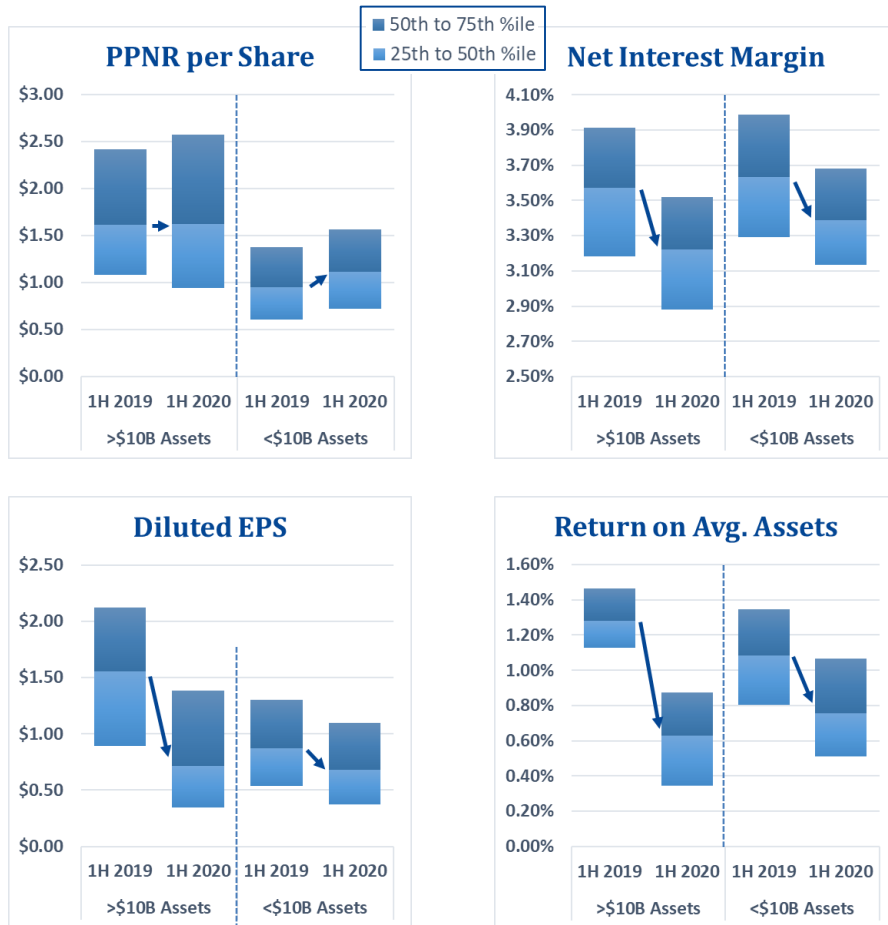 50th to 75th %ile
25th to 50th %ile
PPNR per Share
$3.00
$2.50
$2.00
$1.50
$1.00
$0.50
$0.00
1H 2019 1H 2020 1H 2019 1H 2020
>$10B Assets <$10B Assets
Net Interest Margin
4.10%
3.90%
3.70%
3.50%
3.30%
3.10%
2.90%
2.70%
2.50%
1H 2019 1H 2020 1H 2019 1H 2020
>$10B Assets <$10B Assets
Diluted EPS
$2.50
$2.00
$1.50
$1.00
$0.50
$0.00
1H 2019 1H 2020 1H 2019 1H 2020
>$10B Assets <$10B Assets
Return on Avg. Assets
1.60%
1.40%
1.20%
1.00%
0.80%
0.60%
0.40%
0.20%
0.00%
1H 2019 1H 2020 1H 2019 1H 2020
>$10B Assets <$10B Assets